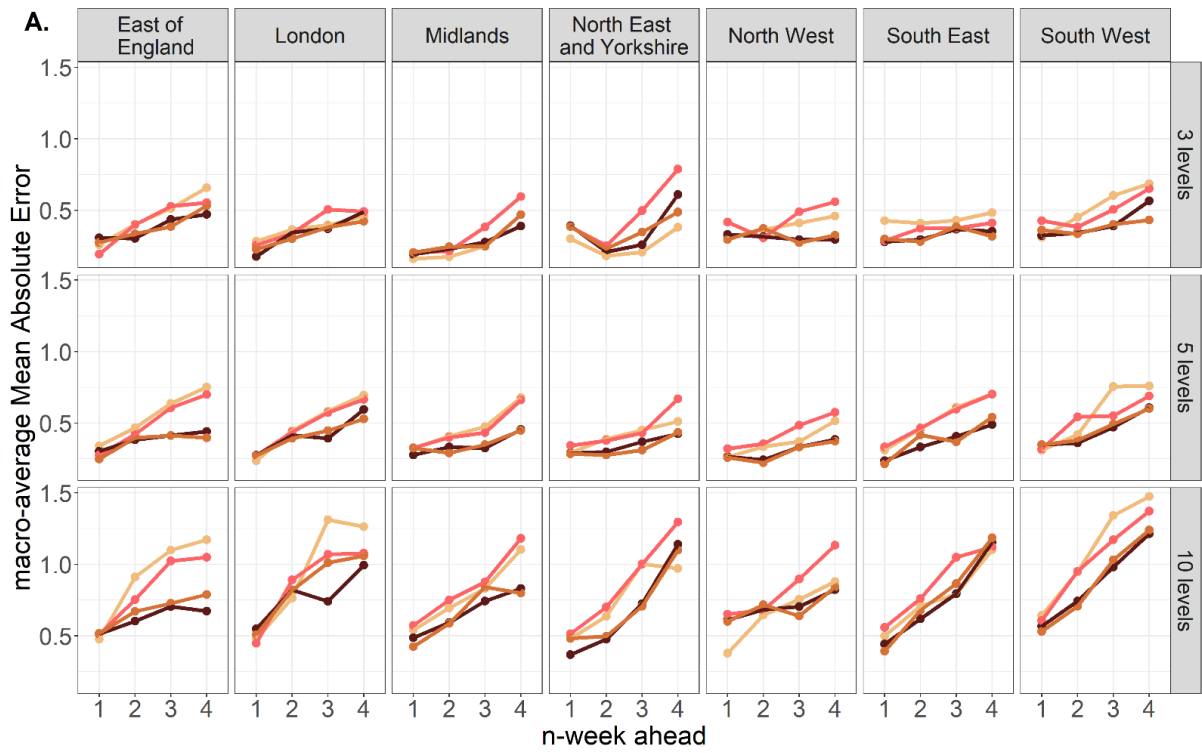 A.
East of
England
London
Midlands
North East
and Yorkshire
North West
South East
South West
macro-average Mean Absolute Error
1.5
1.0
0.5
3 levels
1.5
1.0
0.5
5 levels
1.5
1.0
0.5
10 levels
1 2 3 4 1 2 3 4 1 2 3 4 1 2 3 4 1 2 3 4 1 2 3 4 1 2 3 4
n-week ahead